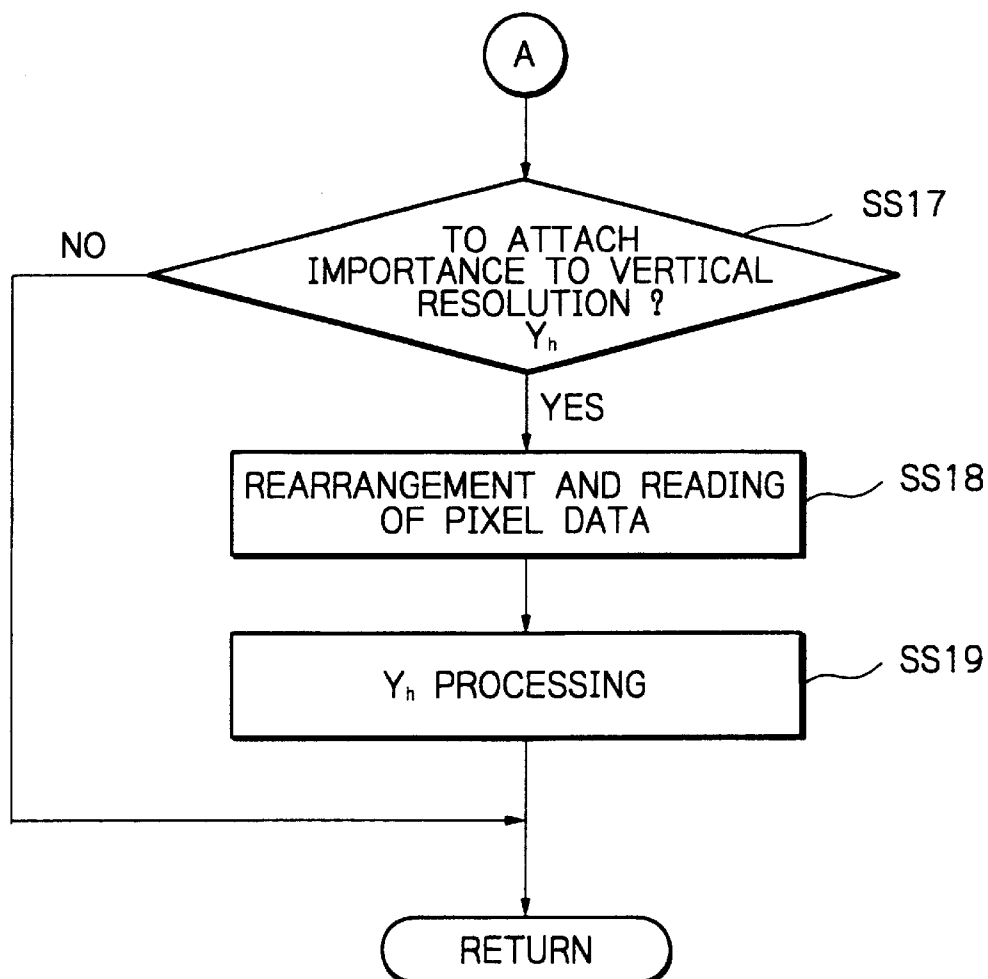 A
SS17
NO
TO ATTACH
IMPORTANCE TO VERTICAL
RESOLUTION ?
Yₕ
YES
REARRANGEMENT AND READING
OF PIXEL DATA
SS18
Yₕ PROCESSING
SS19
RETURN